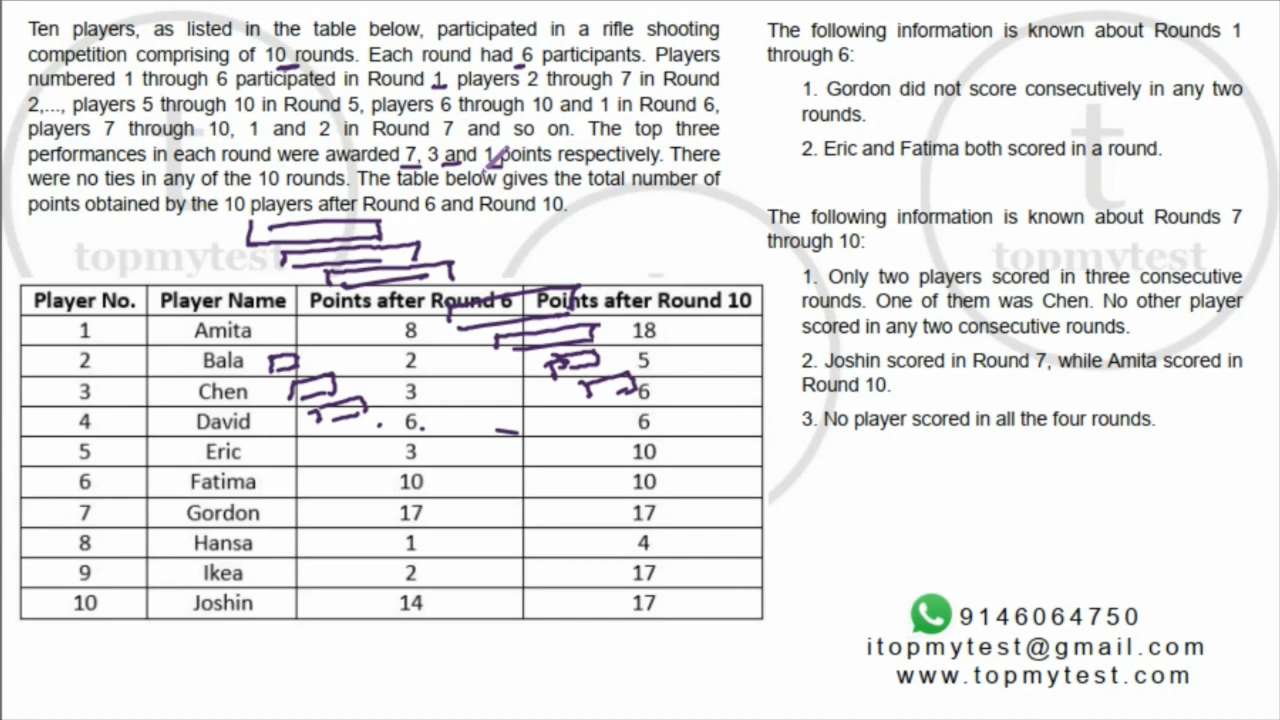 Ten players, as listed in the table below, participated in a rifle shooting
competition comprising of 10 rounds. Each round had 6 participants. Players
numbered 1 through 6 participated in Round 1, players 2 through 7 in Round
2,..., players 5 through 10 in Round 5, players 6 through 10 and 1 in Round 6,
players 7 through 10, 1 and 2 in Round 7 and so on. The top three
performances in each round were awarded 7, 3 and 1 points respectively. There
were no ties in any of the 10 rounds. The table below gives the total number of
points obtained by the 10 players after Round 6 and Round 10.
topmytest
Player No. Player Name Points after Round 6 Points after Round 10
1 Amita 8 18
2 Bala 2 5
3 Chen 3 6
4 David 6 6
5 Eric 3 10
6 Fatima 10 10
7 Gordon 17 17
8 Hansa 1 4
9 Ikea 2 17
10 Joshin 14 17
The following information is known about Rounds 1
through 6:
1. Gordon did not score consecutively in any two
rounds.
2. Eric and Fatima both scored in a round.
The following information is known about Rounds 7
through 10:
topmytest
1. Only two players scored in three consecutive
rounds. One of them was Chen. No other player
scored in any two consecutive rounds.
2. Joshin scored in Round 7, while Amita scored in
Round 10.
3. No player scored in all the four rounds.
9146064750
itopmytest@gmail.com
www.topmytest.com